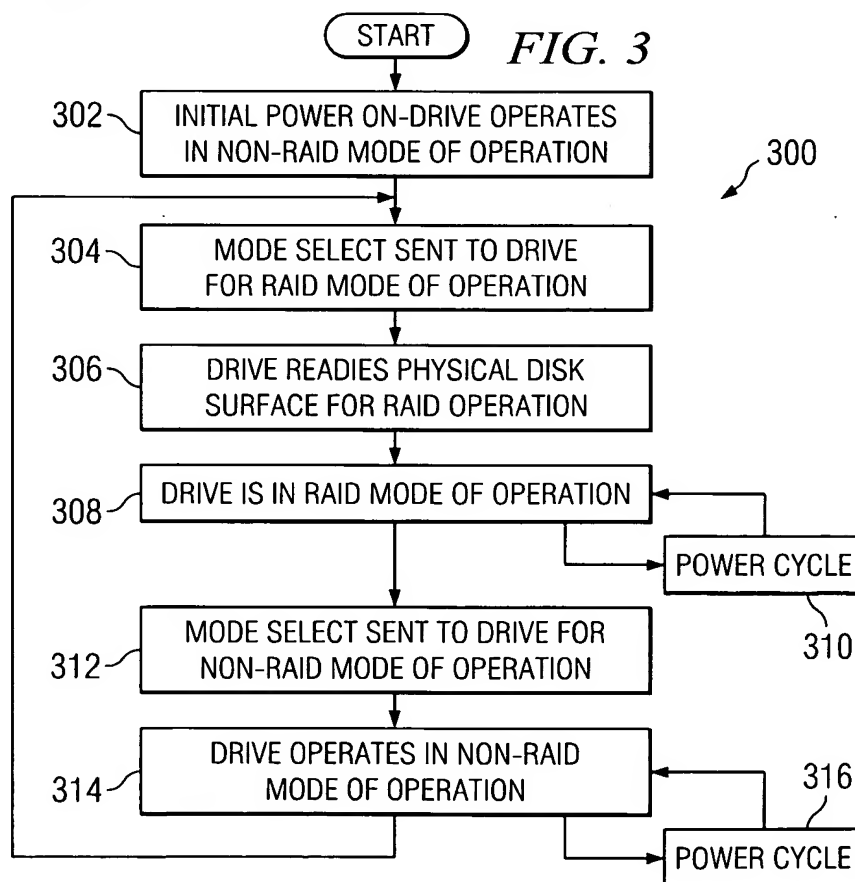 START
FIG. 3
302
INITIAL POWER ON-DRIVE OPERATES
IN NON-RAID MODE OF OPERATION
300
304
MODE SELECT SENT TO DRIVE
FOR RAID MODE OF OPERATION
306
DRIVE READIES PHYSICAL DISK
SURFACE FOR RAID OPERATION
308
DRIVE IS IN RAID MODE OF OPERATION
POWER CYCLE
310
312
MODE SELECT SENT TO DRIVE FOR
NON-RAID MODE OF OPERATION
314
DRIVE OPERATES IN NON-RAID
MODE OF OPERATION
316
POWER CYCLE